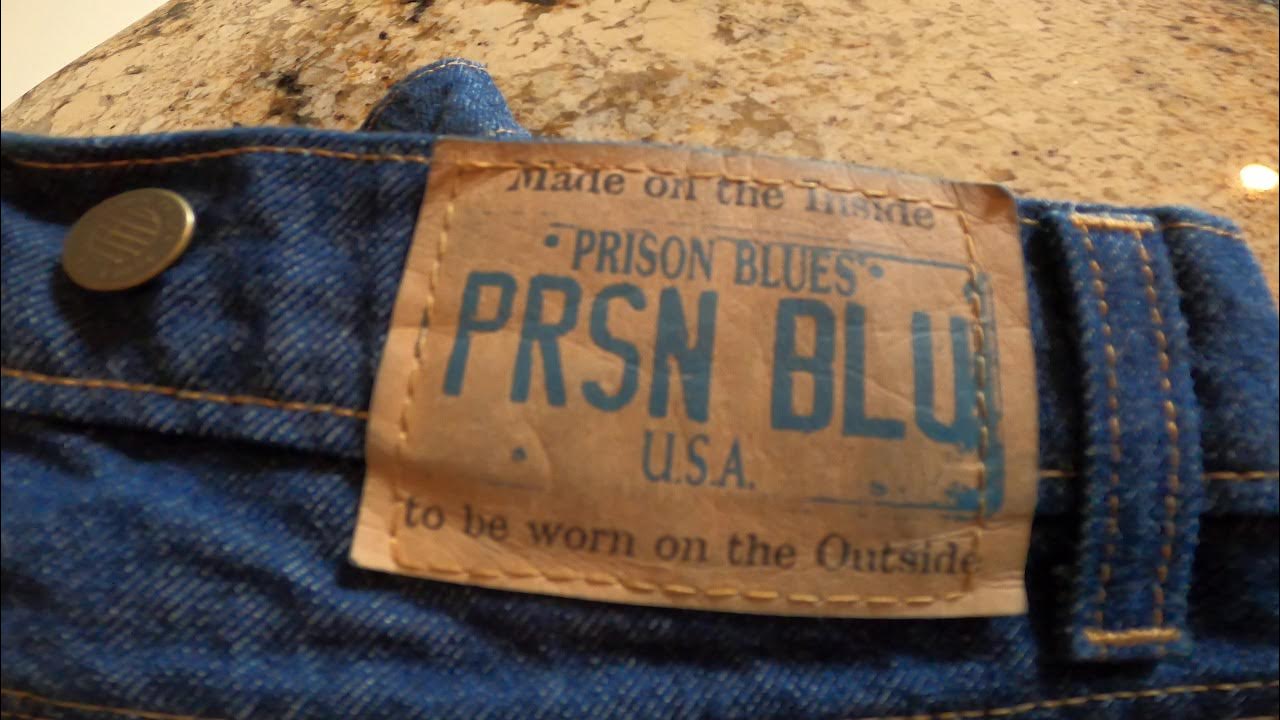 Made on the Inside
• PRISON BLUES •
PRSN BLU
U.S.A.
to be worn on the Outside